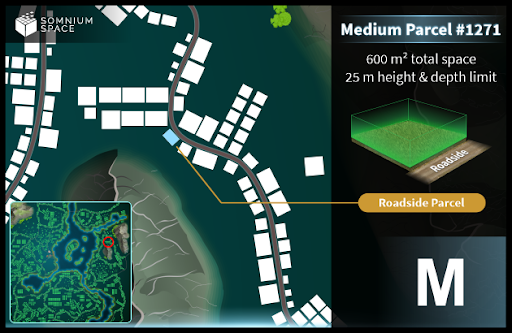 SOMNIUM
SPACE
Medium Parcel #1271
600 m² total space
25 m height & depth limit
Roadside
Roadside Parcel
M